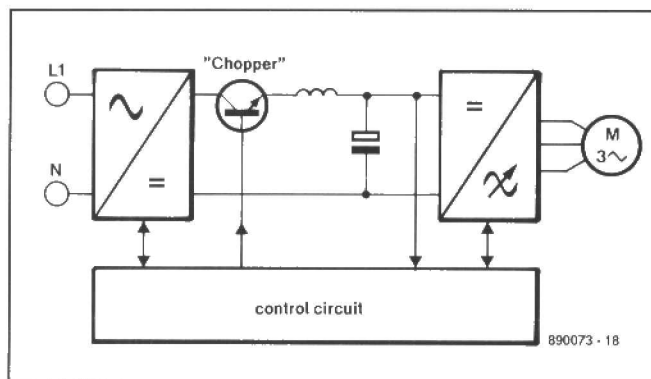 "Chopper"
L1
N
=
=
M
3~
control circuit
890073 - 18